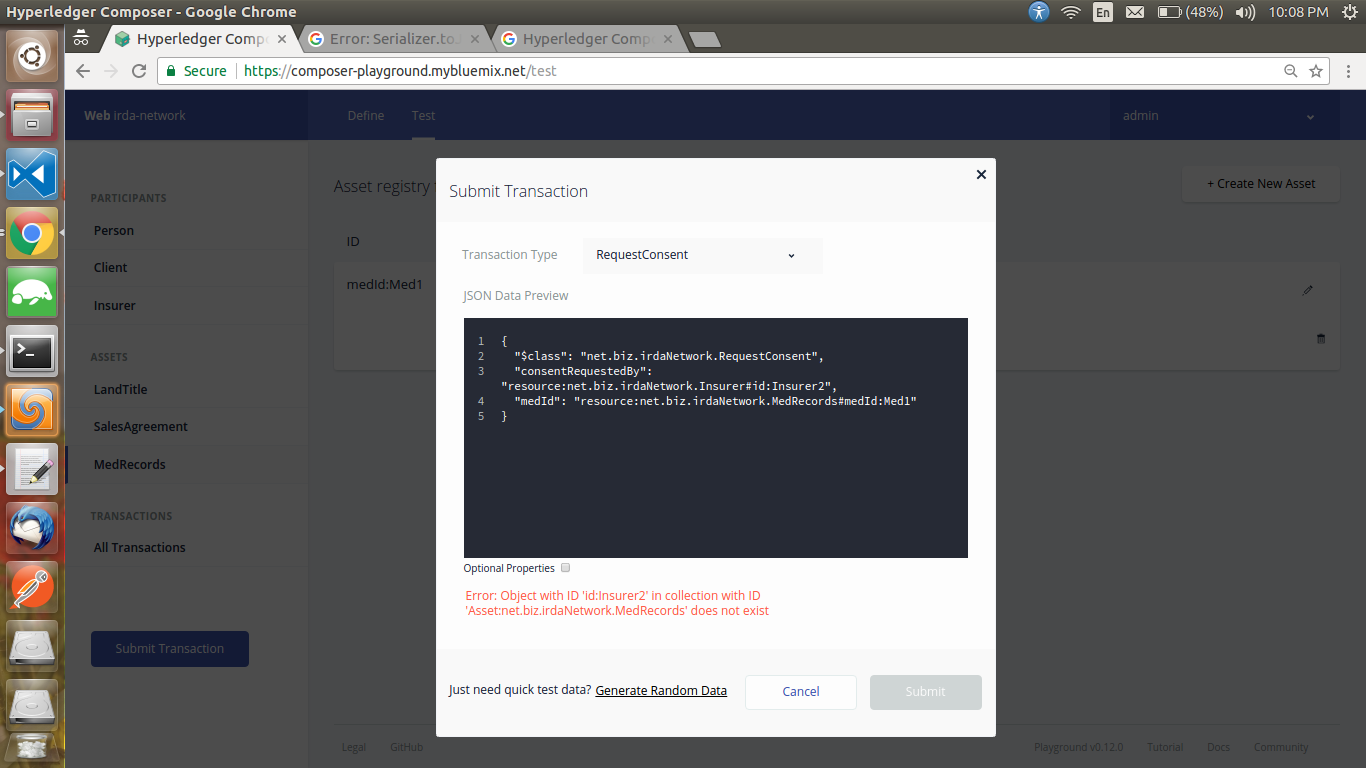 Hyperledger Composer - Google Chrome
En
(48%)
10:08 PM
Hyperledger Comp
Error: Serializer.to
Hyperledger Comp
Secure
https://composer-playground.mybluemix.net/test
Web irda-network
Define
Test
admin
PARTICIPANTS
Person
Client
Insurer
ASSETS
LandTitle
SalesAgreement
MedRecords
TRANSACTIONS
All Transactions
Submit Transaction
Asset registry
+ Create New Asset
ID
medId:Med1
Submit Transaction
Transaction Type
RequestConsent
JSON Data Preview
1 {
2 "$class": "net.biz.irdaNetwork.RequestConsent",
3 "consentRequestedBy":
"resource:net.biz.irdaNetwork.Insurer#id:Insurer2",
4 "medId": "resource:net.biz.irdaNetwork.MedRecords#medId:Med1"
5 }
Optional Properties
Error: Object with ID 'id:Insurer2' in collection with ID
'Asset:net.biz.irdaNetwork.MedRecords' does not exist
Just need quick test data? Generate Random Data
Cancel
Submit
Legal
GitHub
Playground v0.12.0
Tutorial
Docs
Community